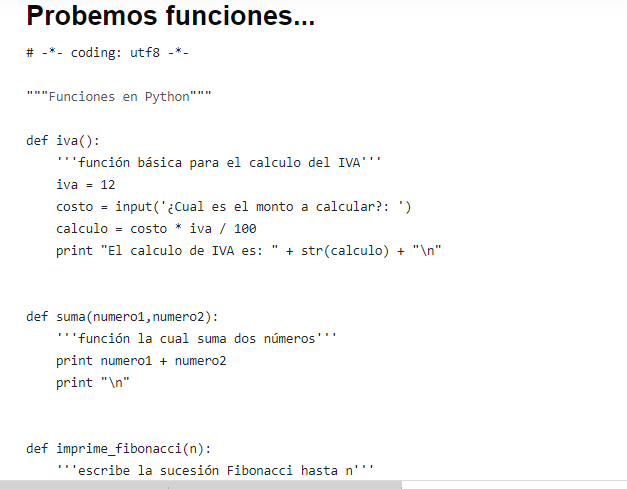 Probemos funciones...
# -*- coding: utf8 -*-
"""Funciones en Python"""
def iva():
    '''función básica para el calculo del IVA'''
    iva = 12
    costo = input('¿Cual es el monto a calcular?: ')
    calculo = costo * iva / 100
    print "El calculo de IVA es: " + str(calculo) + "\n"
def suma(numero1,numero2):
    '''función la cual suma dos números'''
    print numero1 + numero2
    print "\n"
def imprime_fibonacci(n):
    '''escribe la sucesión Fibonacci hasta n'''